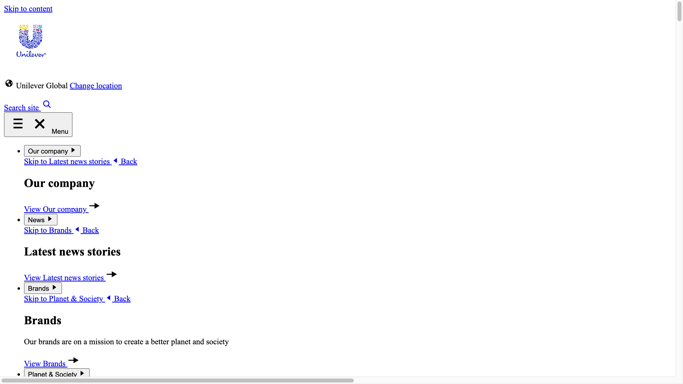 Skip to content
Unilever
Unilever Global Change location
Search site
Menu
Our company
Skip to Latest news stories Back
Our company
View Our company
News
Skip to Brands Back
Latest news stories
View Latest news stories
Brands
Skip to Planet & Society Back
Brands
Our brands are on a mission to create a better planet and society
View Brands
Planet & Society